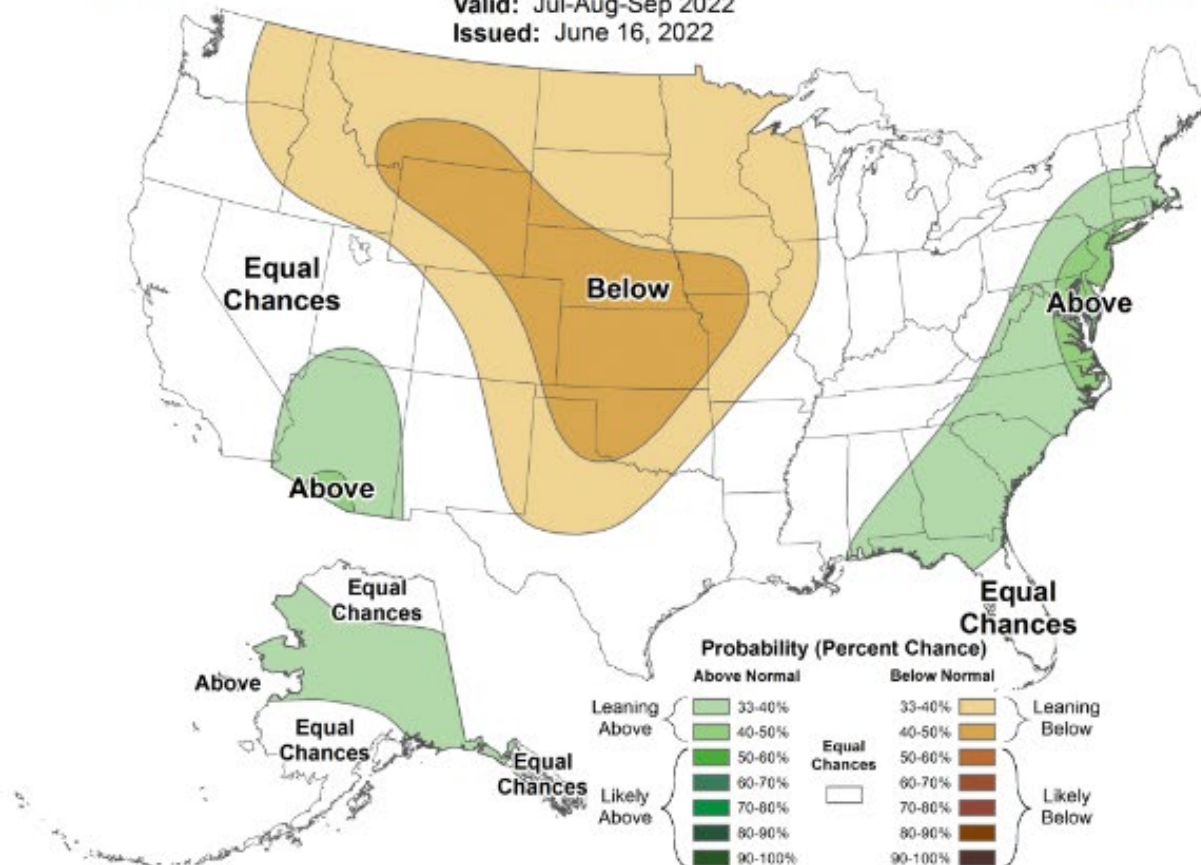 Valid: Jul-Aug-Sep 2022
Issued: June 16, 2022
Equal
Chances
Below
Above
Above
Equal
Chances
Equal
Chances
Above
Equal
Chances
Equal
Chances
Probability (Percent Chance)
Above Normal
Below Normal
Leaning
Above
33-40%
40-50%
Likely
Above
50-60%
60-70%
70-80%
80-90%
90-100%
Equal
Chances
33-40%
40-50%
Leaning
Below
50-60%
60-70%
70-80%
80-90%
90-100%
Likely
Below